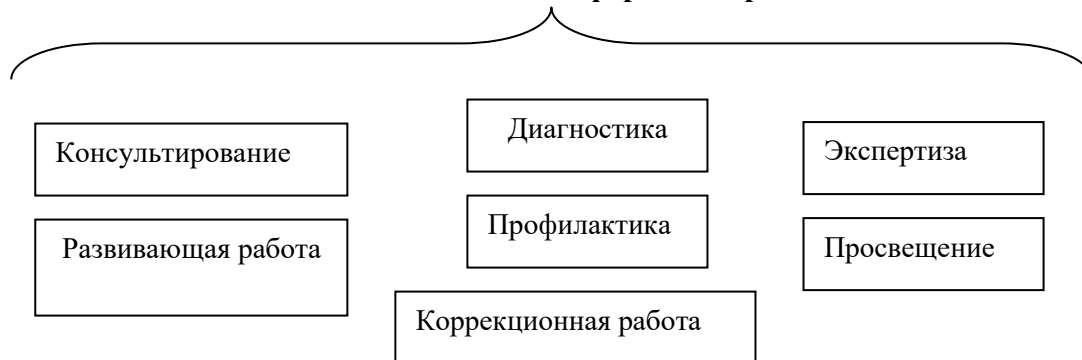 Диагностика
Консультирование
Экспертиза
Профилактика
Развивающая работа
Просвещение
Коррекционная работа